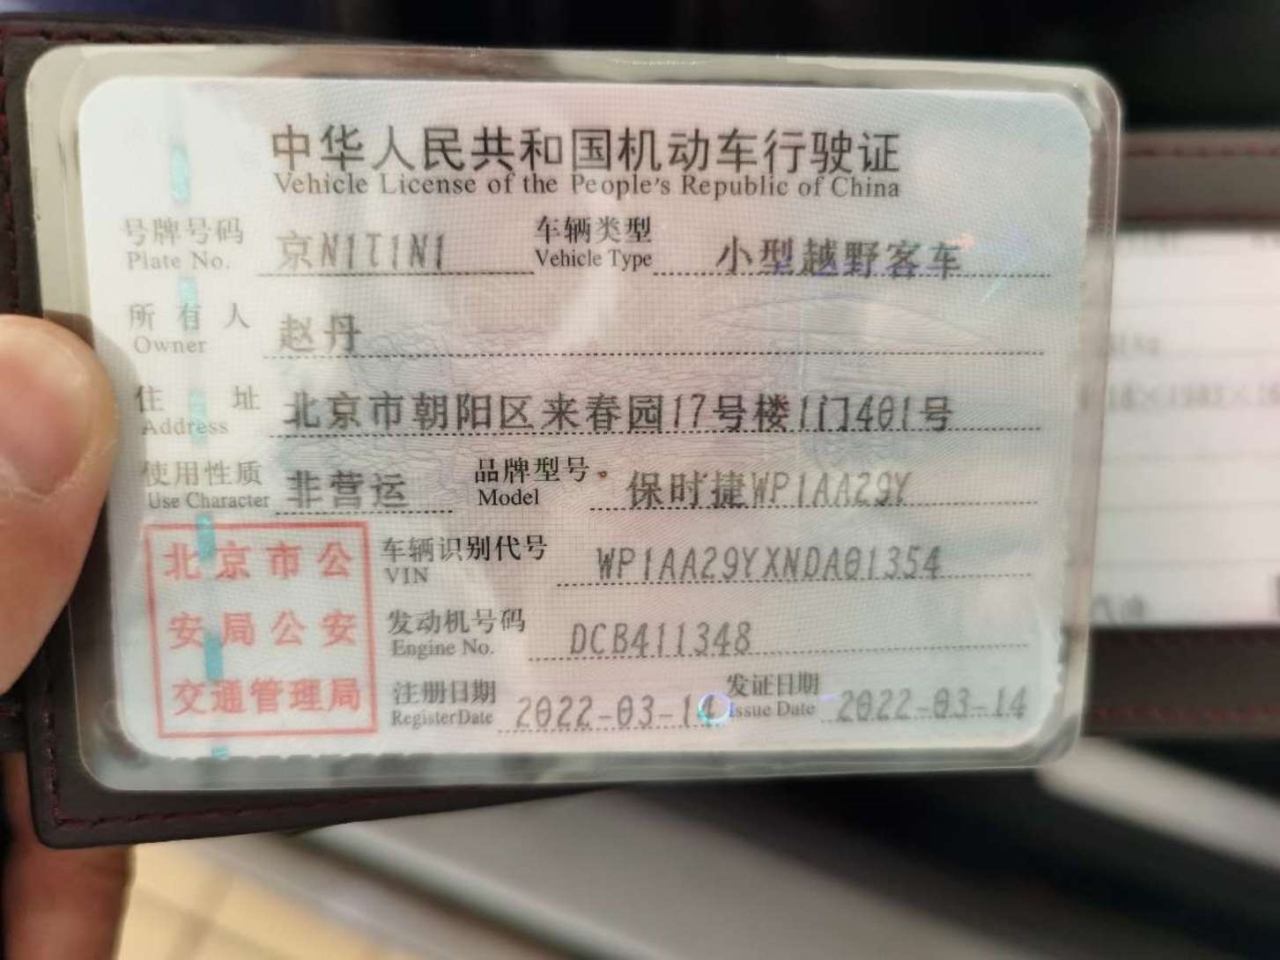 中华人民共和国机动车行驶证
Vehicle License of the People's Republic of China
号牌号码 京N1T1N1 车辆类型 小型越野客车
Plate No. Vehicle Type
所有人 赵丹
Owner
住址 北京市朝阳区来春园17号楼1门401号
Address
使用性质 非营运 品牌型号 保时捷WP1AA29Y
Use Character Model
北京市公
安局公安
交通管理局
车辆识别代号 WP1AA29YXNDA01354
VIN
发动机号码 DCB411348
Engine No.
注册日期 2022-03-14 发证日期 2022-03-14
Register Date Issue Date